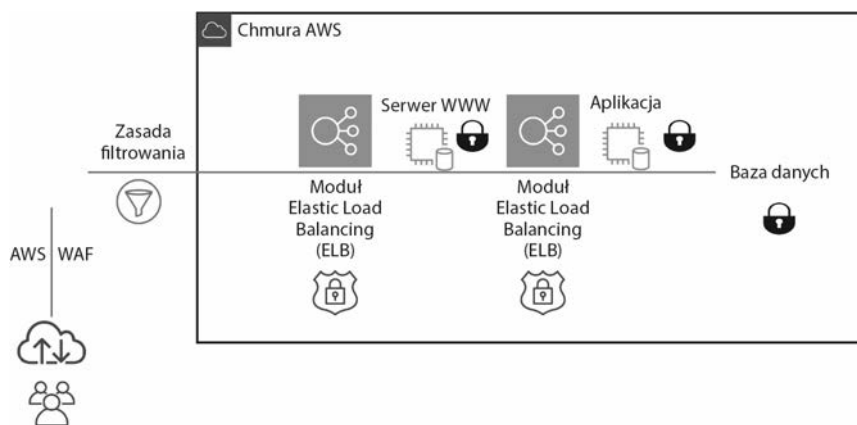 Chmura AWS
Serwer WWW
Aplikacja
Zasada
filtrowania
Baza danych
Moduł
Elastic Load
Balancing
(ELB)
Moduł
Elastic Load
Balancing
(ELB)
AWS WAF